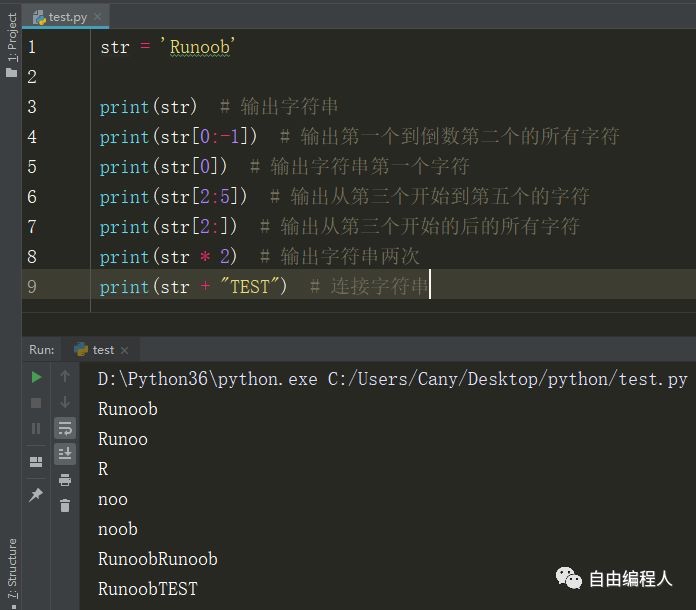 test.py
1: Project
1 str = 'Runoob'
2
3 print(str)  # 输出字符串
4 print(str[0:-1])  # 输出第一个到倒数第二个的所有字符
5 print(str[0])  # 输出字符串第一个字符
6 print(str[2:5])  # 输出从第三个开始到第五个的字符
7 print(str[2:])  # 输出从第三个开始的后的所有字符
8 print(str * 2)  # 输出字符串两次
9 print(str + "TEST")  # 连接字符串
Run: test
D:\Python36\python.exe C:/Users/Cany/Desktop/python/test.py
Runoob
Runoo
R
noo
noob
RunoobRunoob
RunoobTEST
7: Structure
自由编程人